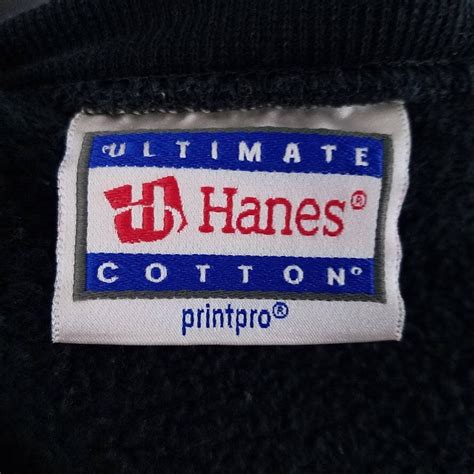 ULTIMATE
H Hanes®
COTTON®
printpro®